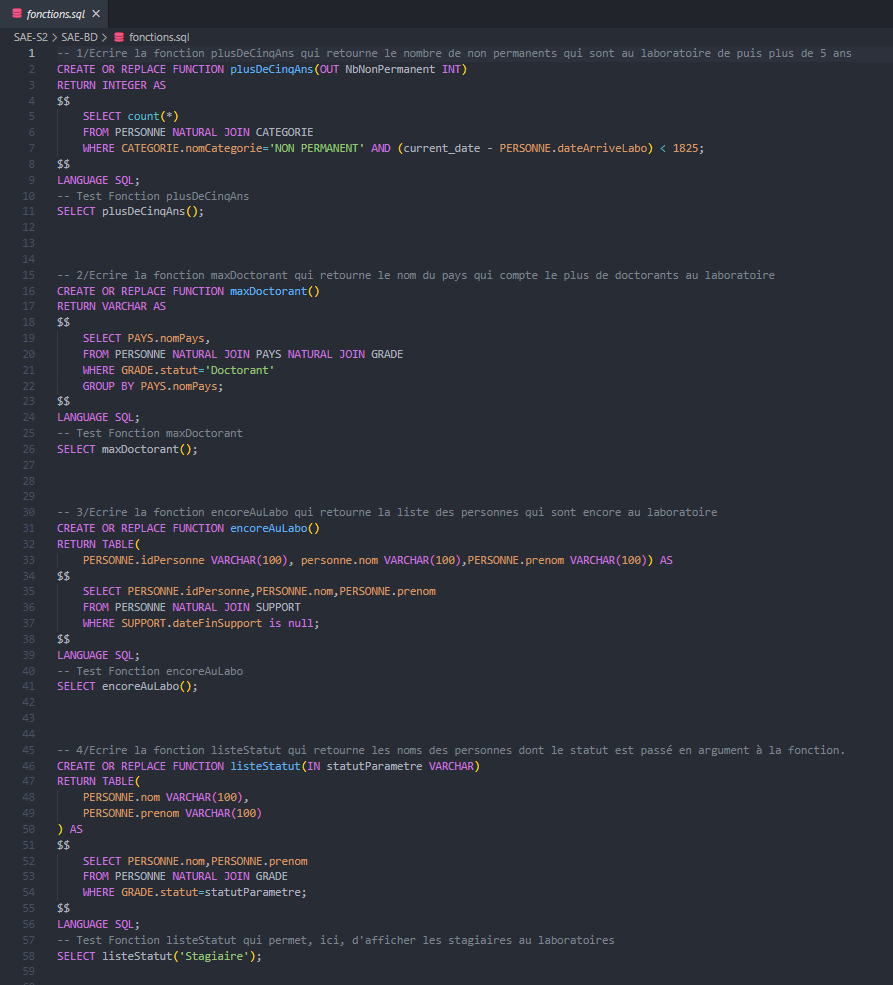 fonctions.sql ×
SAE-S2 > SAE-BD > fonctions.sql
1 -- 1/Ecrire la fonction plusDeCinqAns qui retourne le nombre de non permanents qui sont au laboratoire de puis plus de 5 ans
2 CREATE OR REPLACE FUNCTION plusDeCinqAns(OUT NbNonPermanent INT)
3 RETURN INTEGER AS
4 $$
5 SELECT count(*)
6 FROM PERSONNE NATURAL JOIN CATEGORIE
7 WHERE CATEGORIE.nomCategorie='NON PERMANENT' AND (current_date - PERSONNE.dateArriveLabo) < 1825;
8 $$
9 LANGUAGE SQL;
10 -- Test Fonction plusDeCinqAns
11 SELECT plusDeCinqAns();
12
13
14
15 -- 2/Ecrire la fonction maxDoctorant qui retourne le nom du pays qui compte le plus de doctorants au laboratoire
16 CREATE OR REPLACE FUNCTION maxDoctorant()
17 RETURN VARCHAR AS
18 $$
19 SELECT PAYS.nomPays,
20 FROM PERSONNE NATURAL JOIN PAYS NATURAL JOIN GRADE
21 WHERE GRADE.statut='Doctorant'
22 GROUP BY PAYS.nomPays;
23 $$
24 LANGUAGE SQL;
25 -- Test Fonction maxDoctorant
26 SELECT maxDoctorant();
27
28
29
30 -- 3/Ecrire la fonction encoreAuLabo qui retourne la liste des personnes qui sont encore au laboratoire
31 CREATE OR REPLACE FUNCTION encoreAuLabo()
32 RETURN TABLE(
33 PERSONNE.idPersonne VARCHAR(100), personne.nom VARCHAR(100),PERSONNE.prenom VARCHAR(100)) AS
34 $$
35 SELECT PERSONNE.idPersonne,PERSONNE.nom,PERSONNE.prenom
36 FROM PERSONNE NATURAL JOIN SUPPORT
37 WHERE SUPPORT.dateFinSupport is null;
38 $$
39 LANGUAGE SQL;
40 -- Test Fonction encoreAuLabo
41 SELECT encoreAuLabo();
42
43
44
45 -- 4/Ecrire la fonction listeStatut qui retourne les noms des personnes dont le statut est passé en argument à la fonction.
46 CREATE OR REPLACE FUNCTION listeStatut(IN statutParametre VARCHAR)
47 RETURN TABLE(
48 PERSONNE.nom VARCHAR(100),
49 PERSONNE.prenom VARCHAR(100)
50 ) AS
51 $$
52 SELECT PERSONNE.nom,PERSONNE.prenom
53 FROM PERSONNE NATURAL JOIN GRADE
54 WHERE GRADE.statut=statutParametre;
55 $$
56 LANGUAGE SQL;
57 -- Test Fonction listeStatut qui permet, ici, d'afficher les stagiaires au laboratoires
58 SELECT listeStatut('Stagiaire');
59